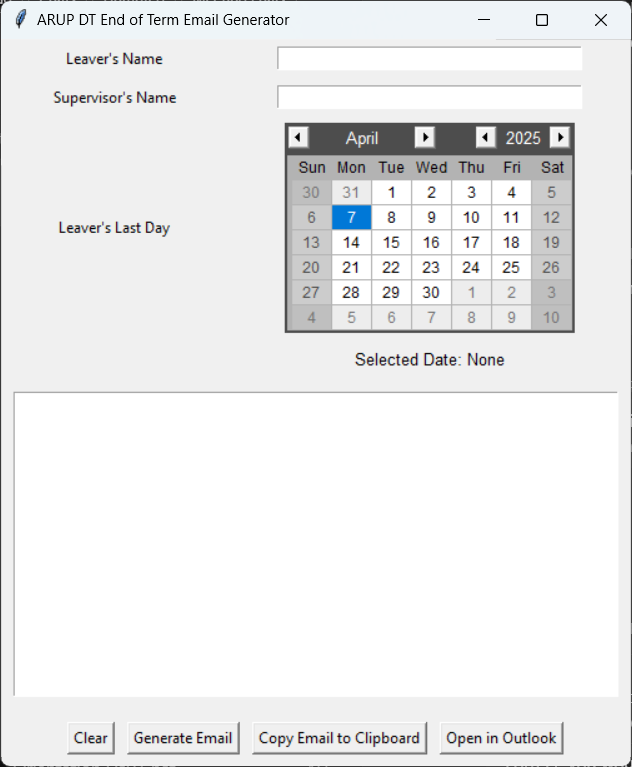 ARUP DT End of Term Email Generator
Leaver's Name
Supervisor's Name
April 2025
Sun Mon Tue Wed Thu Fri Sat
30 31 1 2 3 4 5
6 7 8 9 10 11 12
13 14 15 16 17 18 19
20 21 22 23 24 25 26
27 28 29 30 1 2 3
4 5 6 7 8 9 10
Leaver's Last Day
Selected Date: None
Clear Generate Email Copy Email to Clipboard Open in Outlook